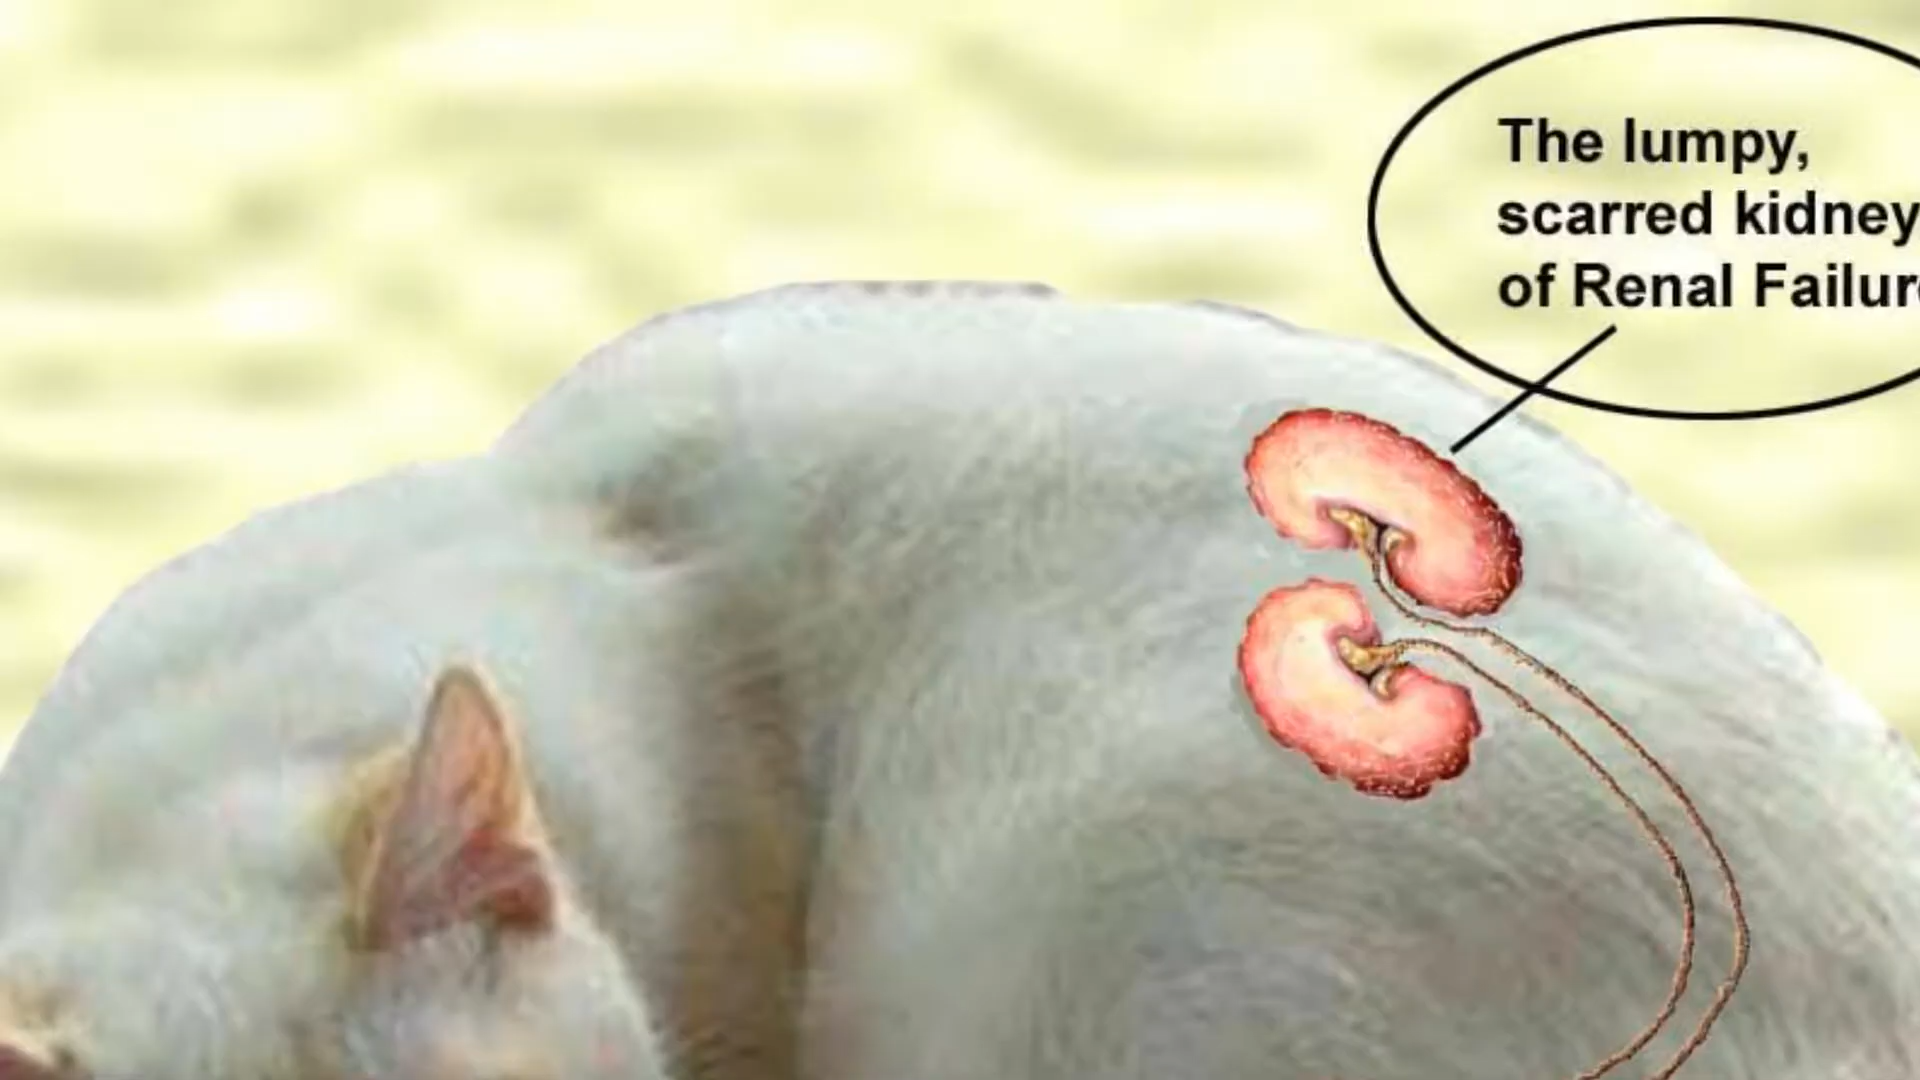 The lumpy,
scarred kidney
of Renal Failur